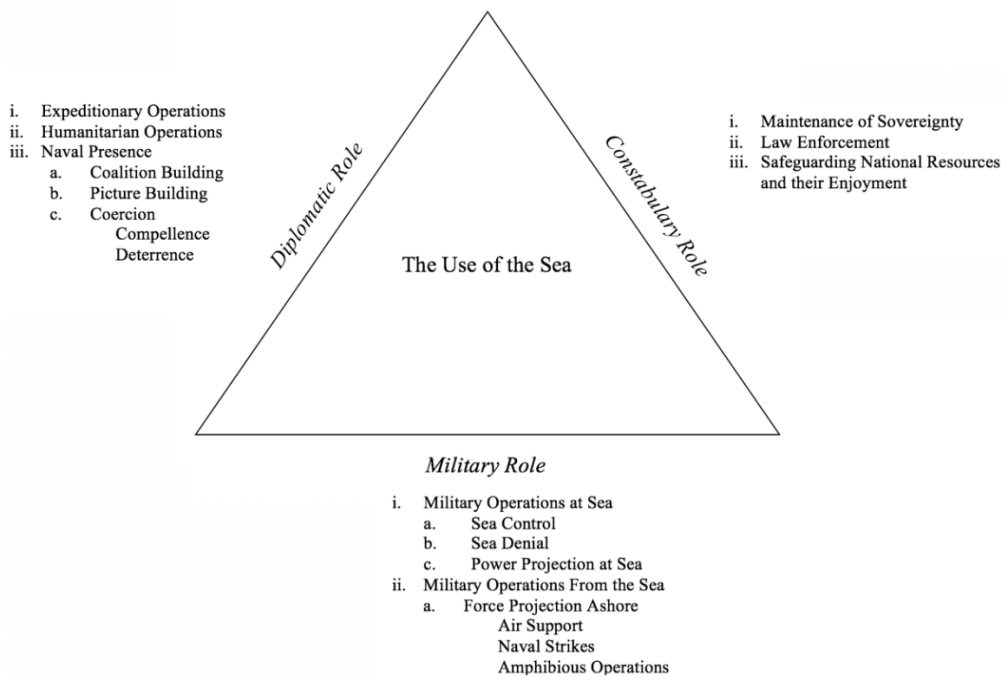 i. Expeditionary Operations
ii. Humanitarian Operations
iii. Naval Presence
a. Coalition Building
b. Picture Building
c. Coercion
Compellence
Deterrence
Diplomatic Role
The Use of the Sea
Constabulary Role
i. Maintenance of Sovereignty
ii. Law Enforcement
iii. Safeguarding National Resources
and their Enjoyment
Military Role
i. Military Operations at Sea
a. Sea Control
b. Sea Denial
c. Power Projection at Sea
ii. Military Operations From the Sea
a. Force Projection Ashore
Air Support
Naval Strikes
Amphibious Operations